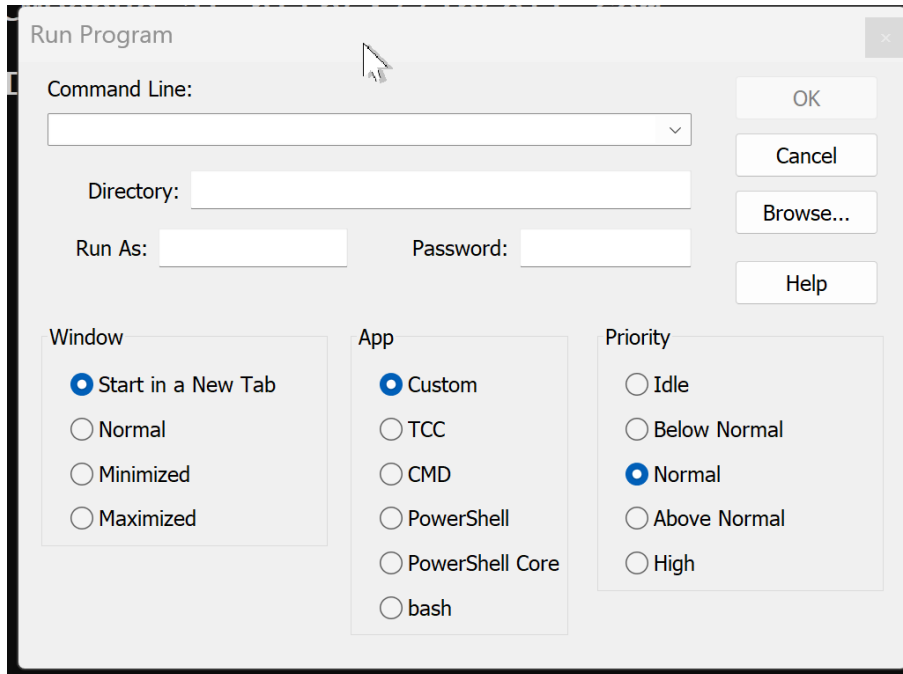 Run Program
Command Line:
OK
Cancel
Directory:
Browse...
Run As:
Password:
Help
Window
Start in a New Tab
Normal
Minimized
Maximized
App
Custom
TCC
CMD
PowerShell
PowerShell Core
bash
Priority
Idle
Below Normal
Normal
Above Normal
High